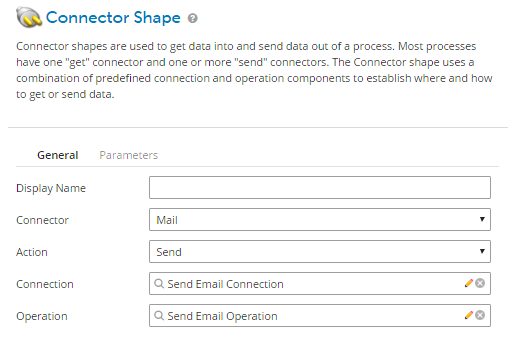 Connector Shape
Connector shapes are used to get data into and send data out of a process. Most processes
have one "get" connector and one or more "send" connectors. The Connector shape uses a
combination of predefined connection and operation components to establish where and how
to get or send data.
General Parameters
Display Name
Connector Mail
Action Send
Connection Send Email Connection
Operation Send Email Operation